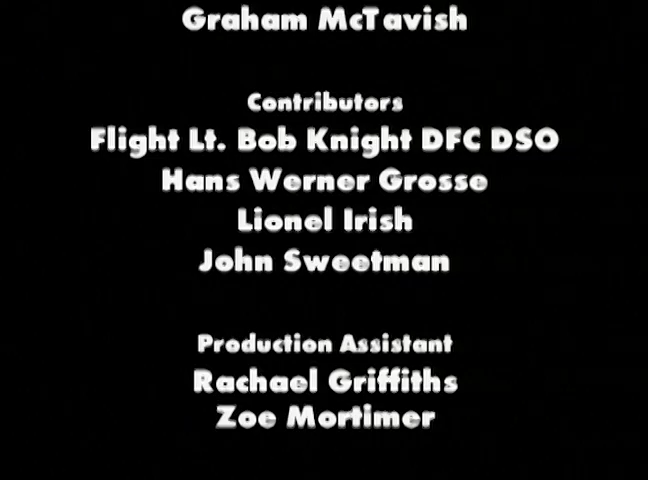 Graham McTavish
Contributors
Flight Lt. Bob Knight DFC DSO
Hans Werner Grosse
Lionel Irish
John Sweetman
Production Assistant
Rachael Griffiths
Zoe Mortimer